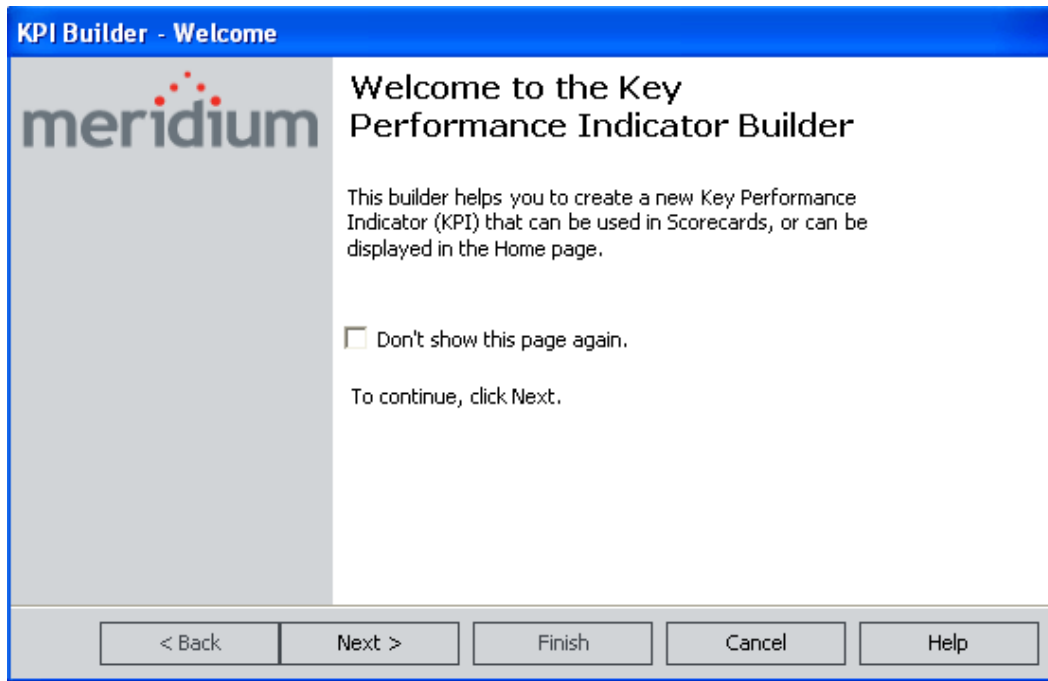 KPI Builder - Welcome
meridium
Welcome to the Key
Performance Indicator Builder
This builder helps you to create a new Key Performance
Indicator (KPI) that can be used in Scorecards, or can be
displayed in the Home page.
Don't show this page again.
To continue, click Next.
< Back
Next >
Finish
Cancel
Help